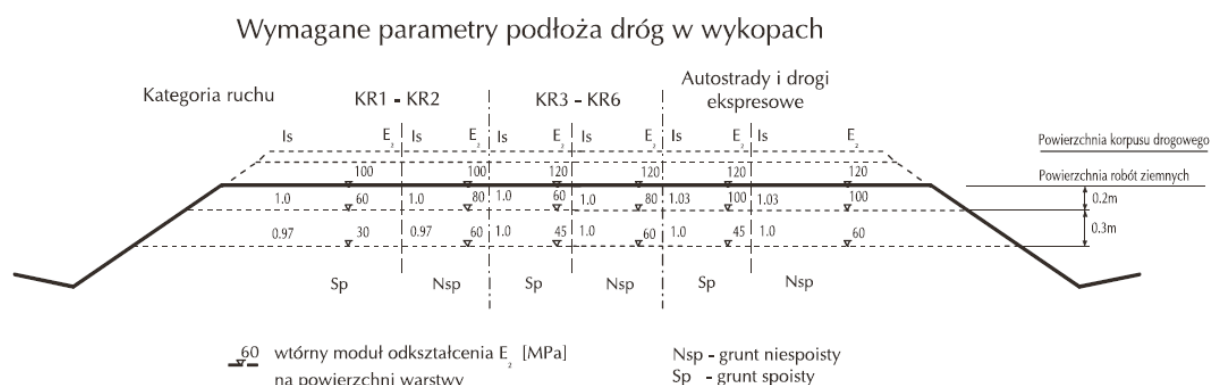 Wymagane parametry podłoża dróg w wykopach
Kategoria ruchu KR1 - KR2 KR3 - KR6 Autostrady i drogi
ekspresowe
Is E₂ Is E₂ Is E₂ Is E₂ Is E₂ Is E₂
Powierzchnia korpusu drogowego
100 100 120 120 120 120
Powierzchnia robót ziemnych
1.0 60 1.0 80 1.0 60 1.0 80 1.03 100 1.03 100 0.2m
0.97 30 0.97 60 1.0 45 1.0 60 1.0 45 1.0 60 0.3m
Sp Nsp Sp Nsp Sp Nsp
60 wtórny moduł odkształcenia E₂ [MPa]
na powierzchni warstwy
Nsp - grunt niespoisty
Sp - grunt spoisty